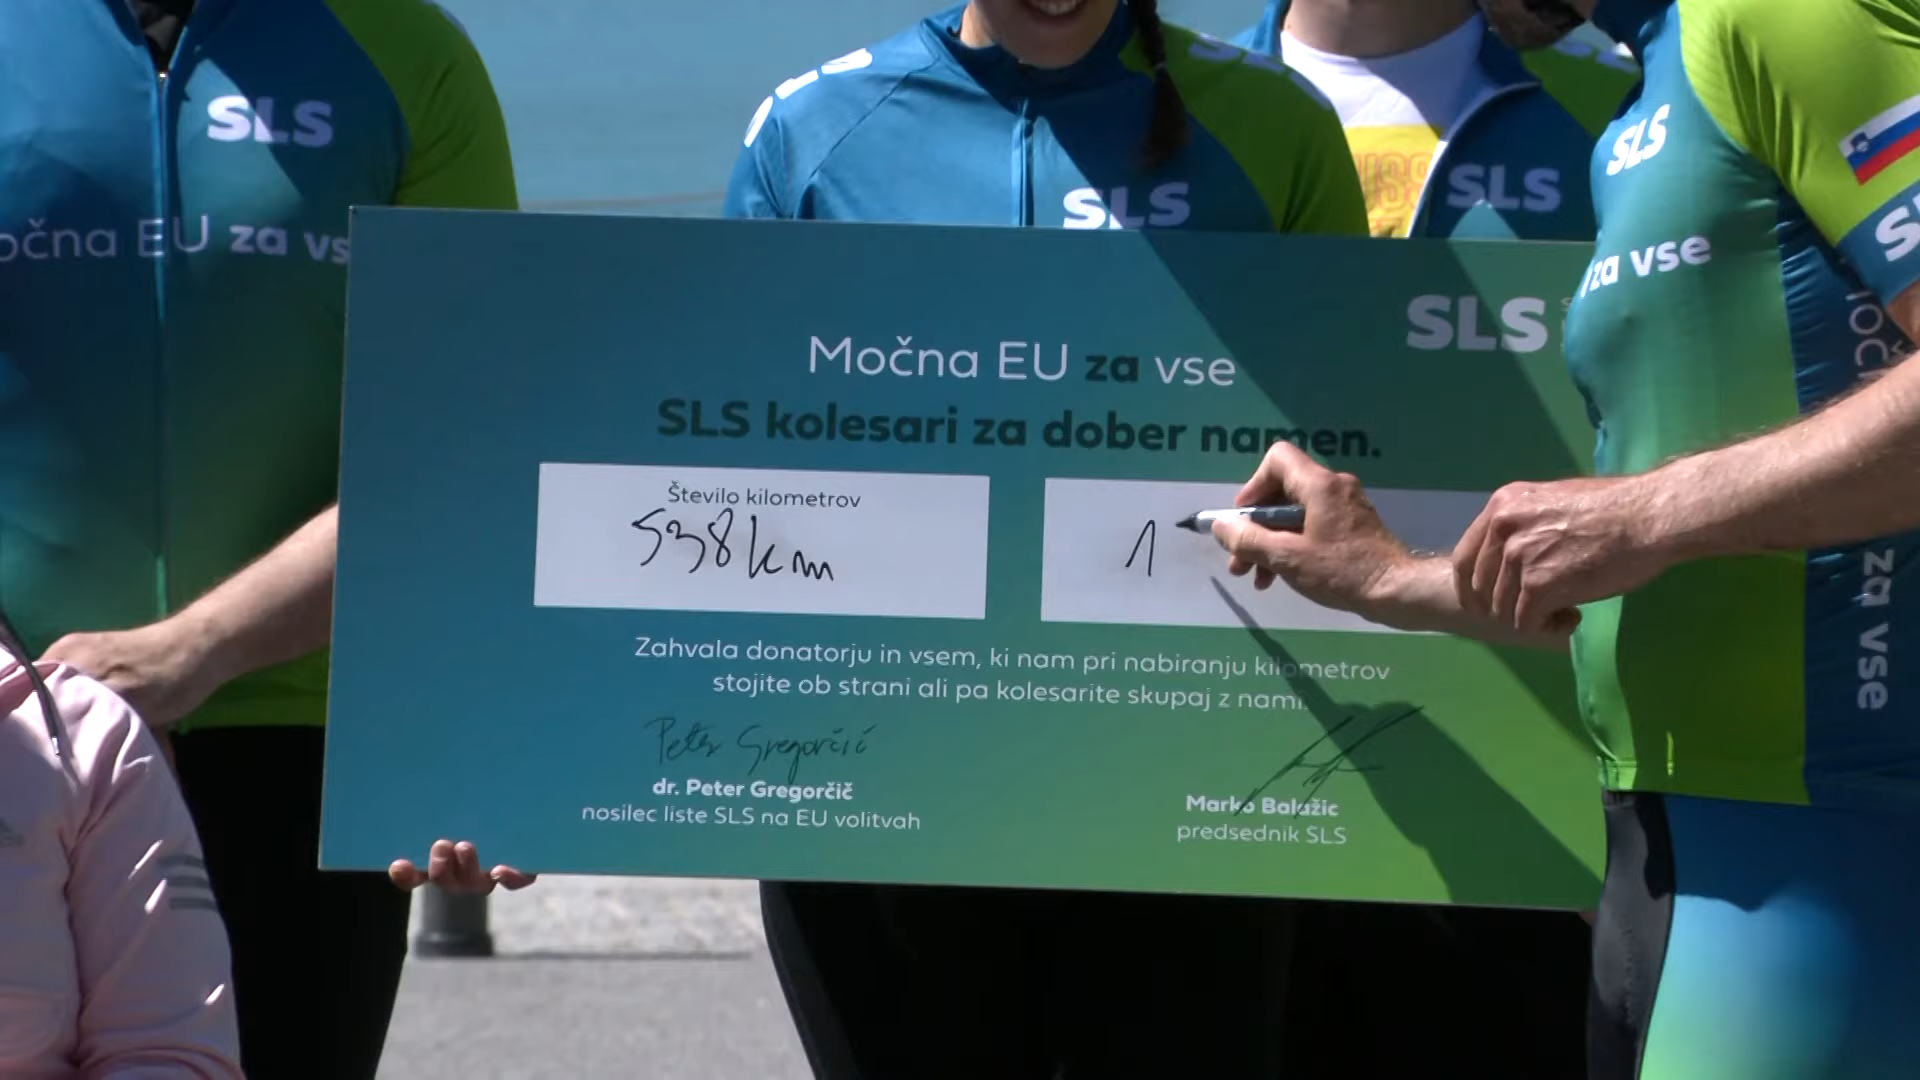 SLS
očna EU za vs
SLS
SLS
SLS
za vse
za vse
SLS
Močna EU za vse
SLS kolesari za dober namen.
Število kilometrov
538 km
1
Zahvala donatorju in vsem, ki nam pri nabiranju kilometrov
stojite ob strani ali pa kolesarite skupaj z nami.
Peter Gregorčič
dr. Peter Gregorčič
nosilec liste SLS na EU volitvah
Marko Balažic
predsednik SLS